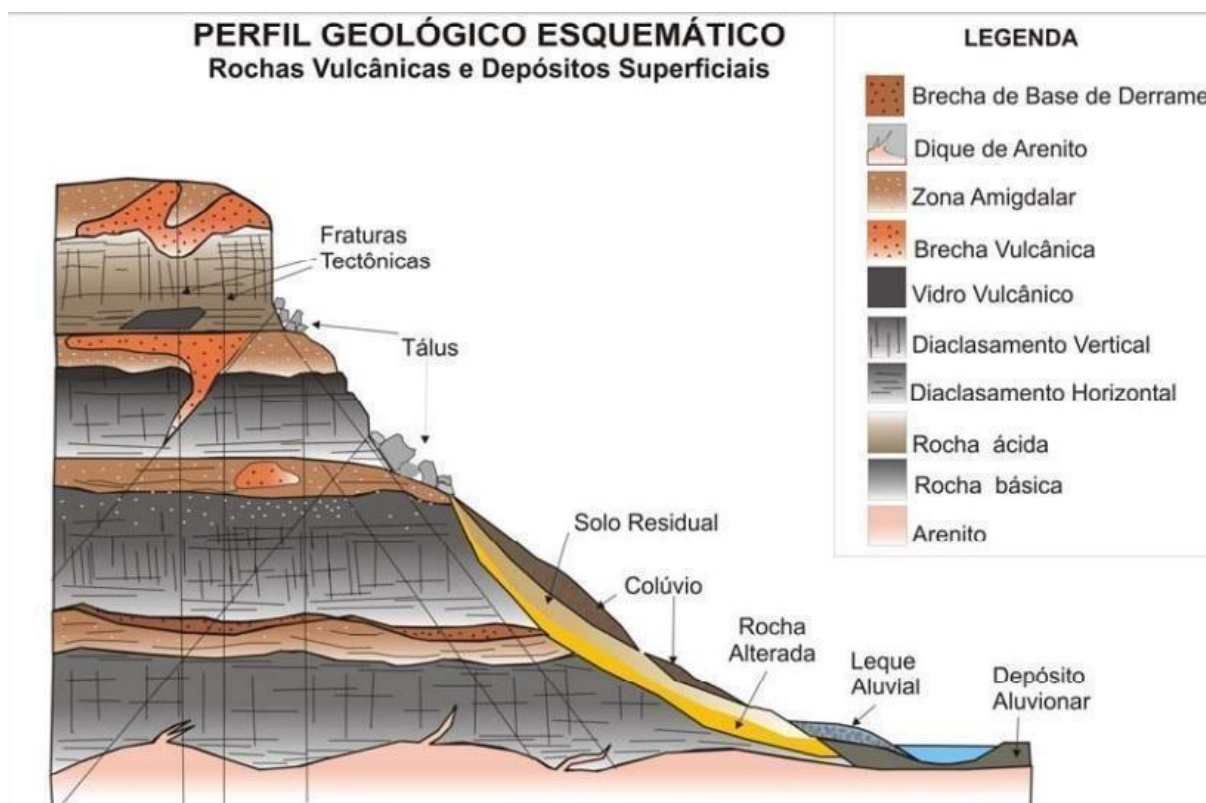 PERFIL GEOLÓGICO ESQUEMÁTICO
Rochas Vulcânicas e Depósitos Superficiais
LEGENDA
Brecha de Base de Derrame
Dique de Arenito
Zona Amigdalar
Brecha Vulcânica
Vidro Vulcânico
Diaclasamento Vertical
Diaclasamento Horizontal
Rocha ácida
Rocha básica
Arenito
Fraturas
Tectônicas
Tálus
Solo Residual
Colúvio
Rocha
Alterada
Leque
Aluvial
Depósito
Aluvionar